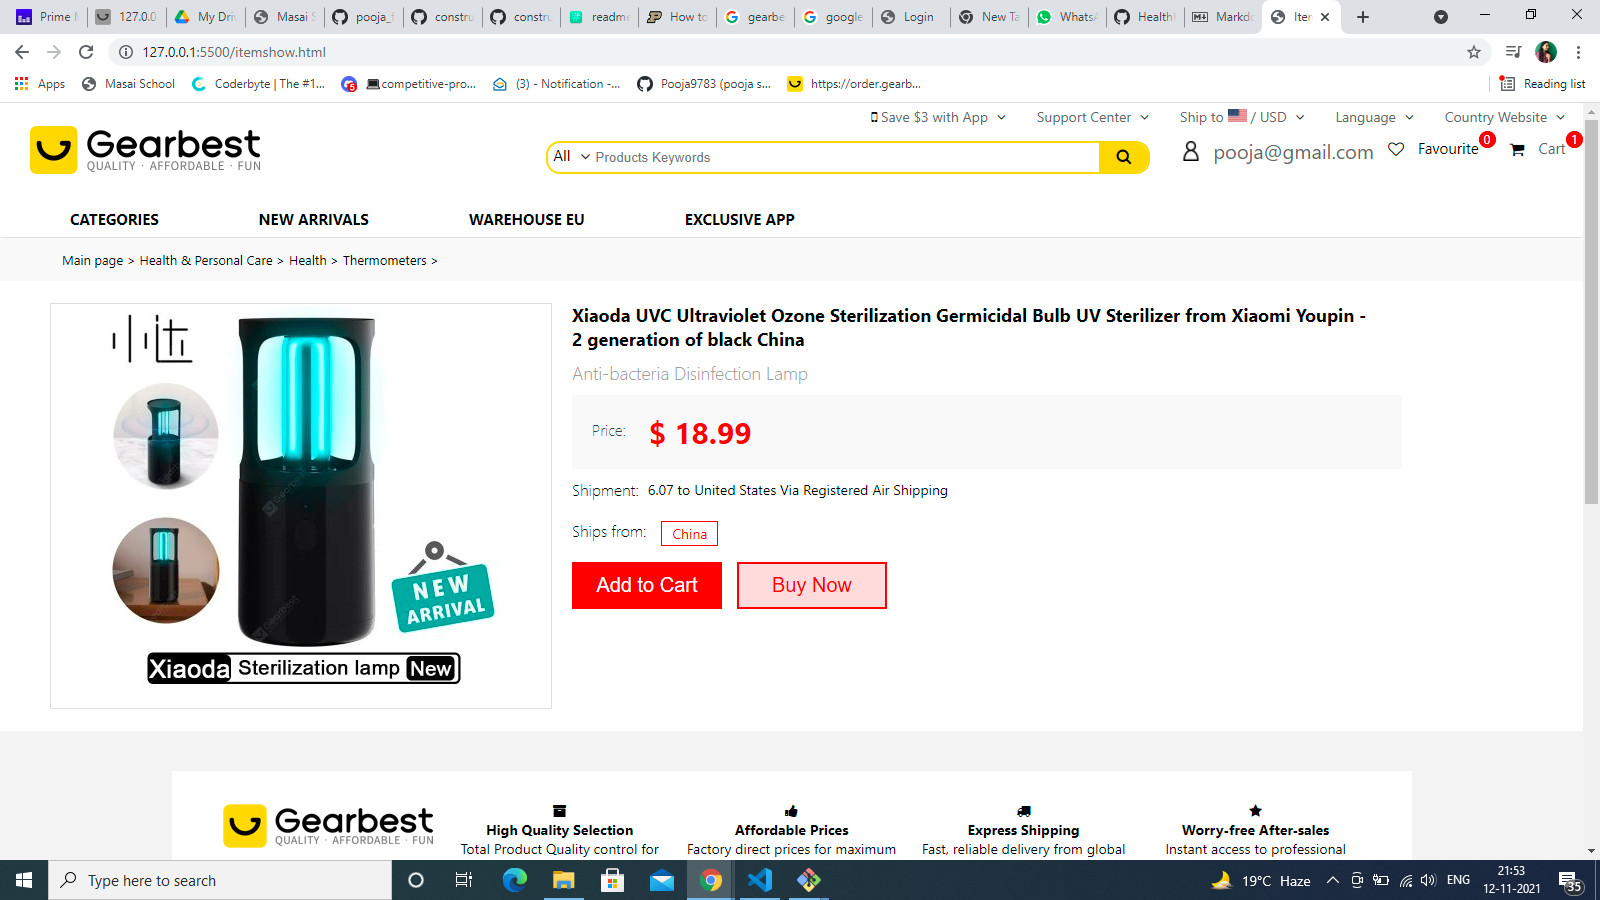 Prime
127.0.0
My Driv
Masai S
pooja_f
constru
constru
readme
How to
gearbe
google
Login
New Ta
WhatsA
Health
Markdo
Iter
127.0.0.1:5500/itemshow.html
Apps
Masai School
Coderbyte | The #1...
competitive-pro...
(3) - Notification -...
Pooja9783 (pooja s...
https://order.gearb...
Reading list
Save $3 with App
Support Center
Ship to / USD
Language
Country Website
Gearbest
QUALITY · AFFORDABLE · FUN
All Products Keywords
pooja@gmail.com
Favourite 0
Cart 1
CATEGORIES
NEW ARRIVALS
WAREHOUSE EU
EXCLUSIVE APP
Main page > Health & Personal Care > Health > Thermometers >
小达
NEW
ARRIVAL
Xiaoda Sterilization lamp New
Xiaoda UVC Ultraviolet Ozone Sterilization Germicidal Bulb UV Sterilizer from Xiaomi Youpin -
2 generation of black China
Anti-bacteria Disinfection Lamp
Price: $ 18.99
Shipment: 6.07 to United States Via Registered Air Shipping
Ships from: China
Add to Cart
Buy Now
Gearbest
QUALITY · AFFORDABLE · FUN
High Quality Selection
Total Product Quality control for
Affordable Prices
Factory direct prices for maximum
Express Shipping
Fast, reliable delivery from global
Worry-free After-sales
Instant access to professional
Type here to search
19°C Haze
ENG
21:53
12-11-2021
35